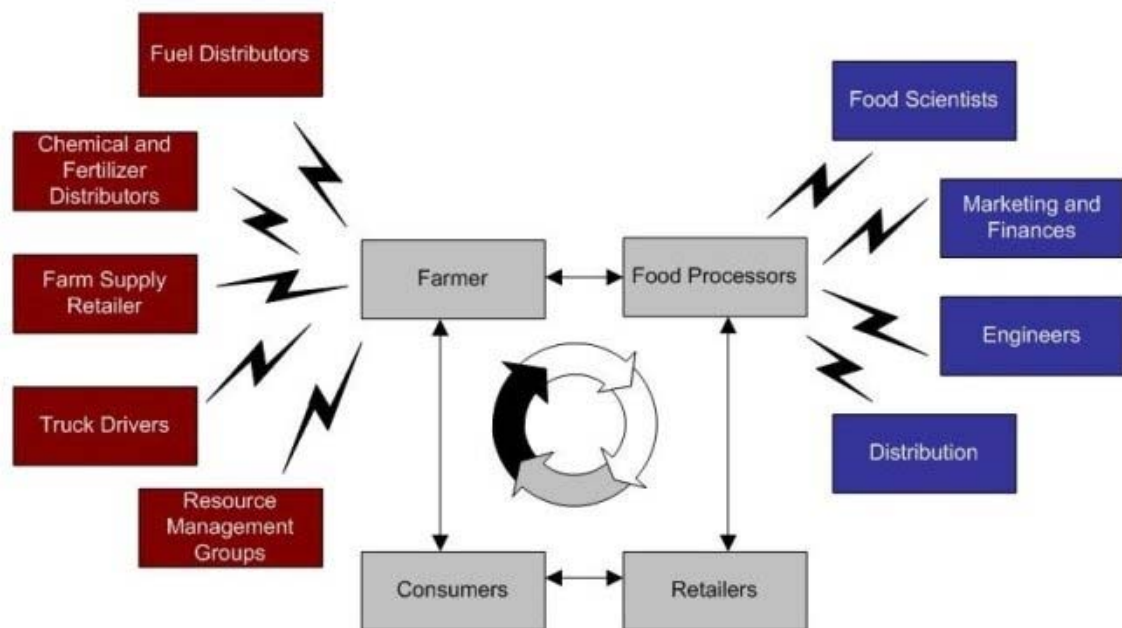 Fuel Distributors
Chemical and
Fertilizer
Distributors
Farm Supply
Retailer
Truck Drivers
Resource
Management
Groups
Farmer
Food Processors
Consumers
Retailers
Food Scientists
Marketing and
Finances
Engineers
Distribution